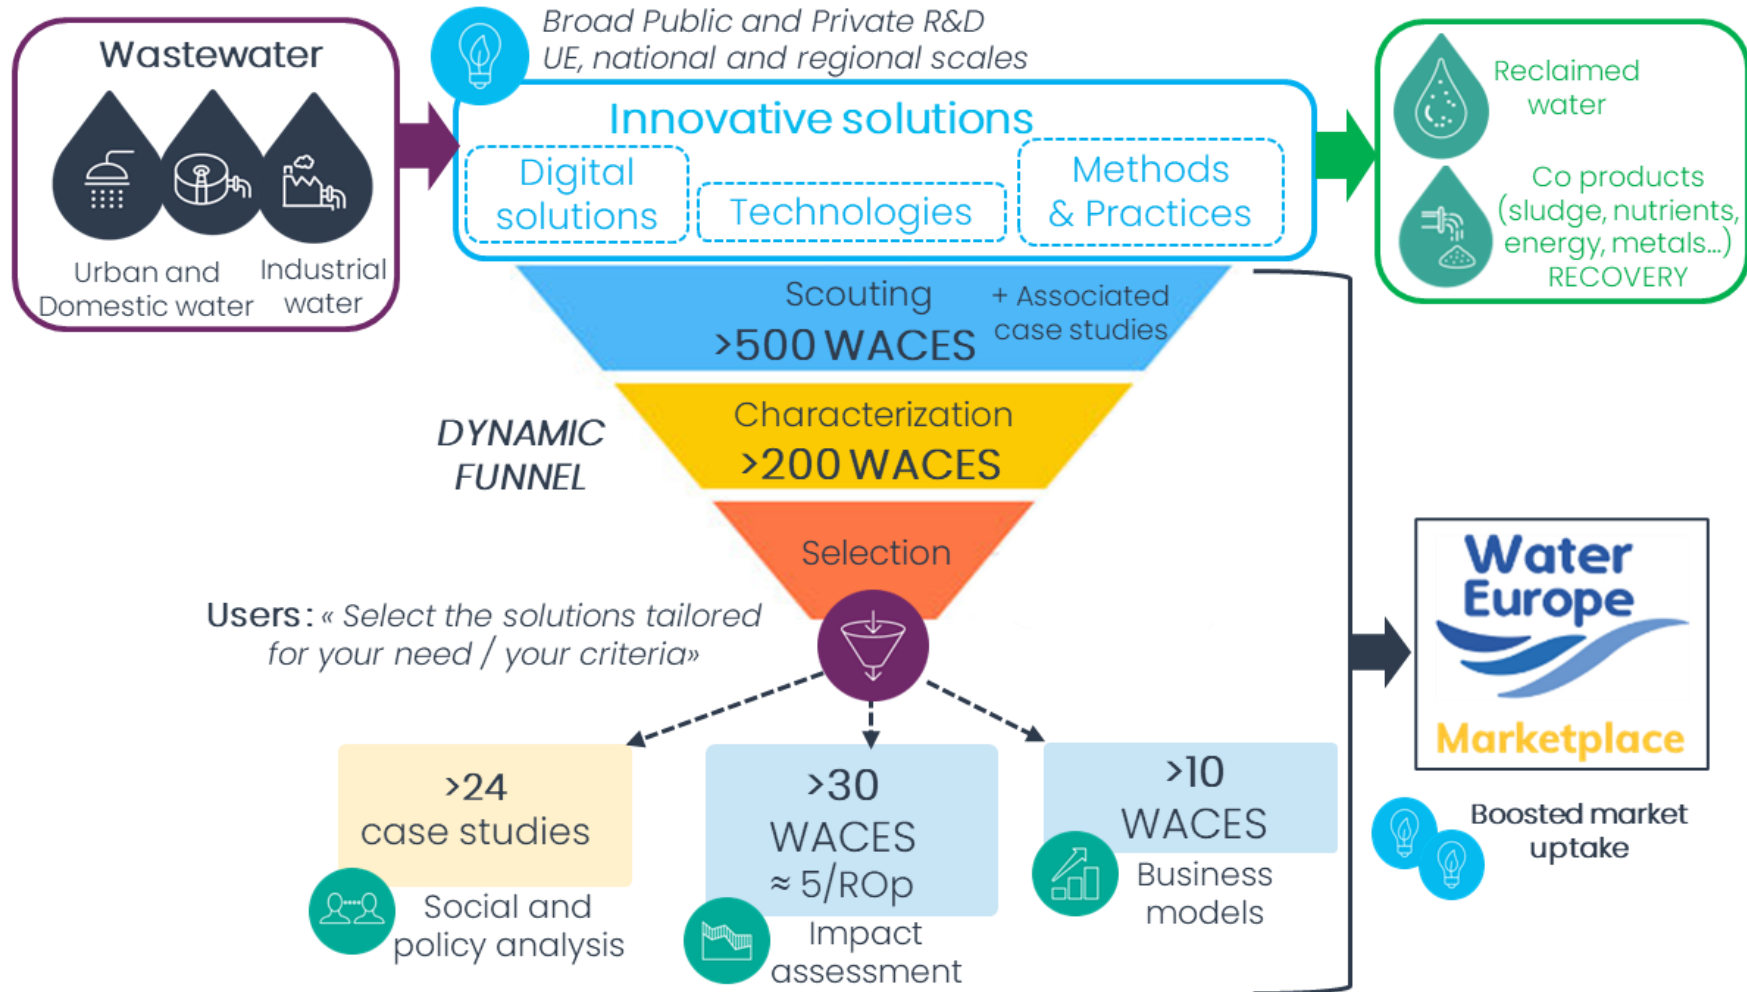 Wastewater
Urban and
Domestic water
Industrial
water
Broad Public and Private R&D
UE, national and regional scales
Innovative solutions
Digital
solutions
Technologies
Methods
& Practices
Reclaimed
water
Co products
(sludge, nutrients,
energy, metals...)
RECOVERY
Scouting
>500 WACES
+ Associated
case studies
Characterization
>200 WACES
DYNAMIC
FUNNEL
Selection
Users: « Select the solutions tailored
for your need / your criteria»
>24
case studies
Social and
policy analysis
>30
WACES
≈ 5/ROp
Impact
assessment
>10
WACES
Business
models
Water
Europe
Marketplace
Boosted market
uptake